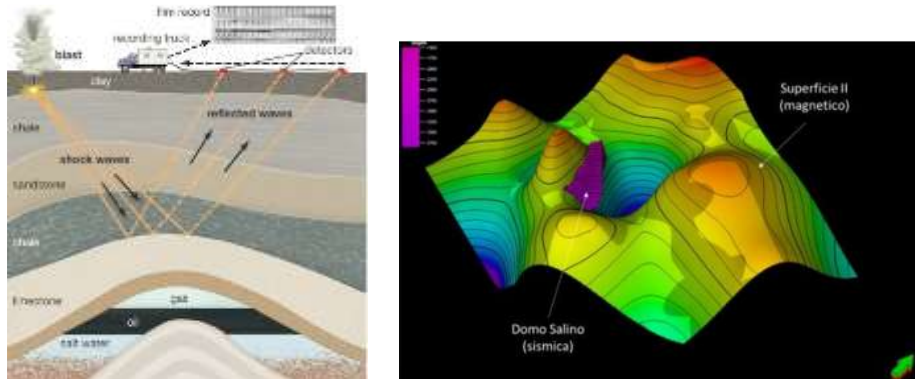 film record
recording truck
blast
detectors
clay
reflected waves
shale
shock waves
sandstone
shale
limestone
gas
oil
salt water
Superficie II
(magnetico)
Domo Salino
(sismica)